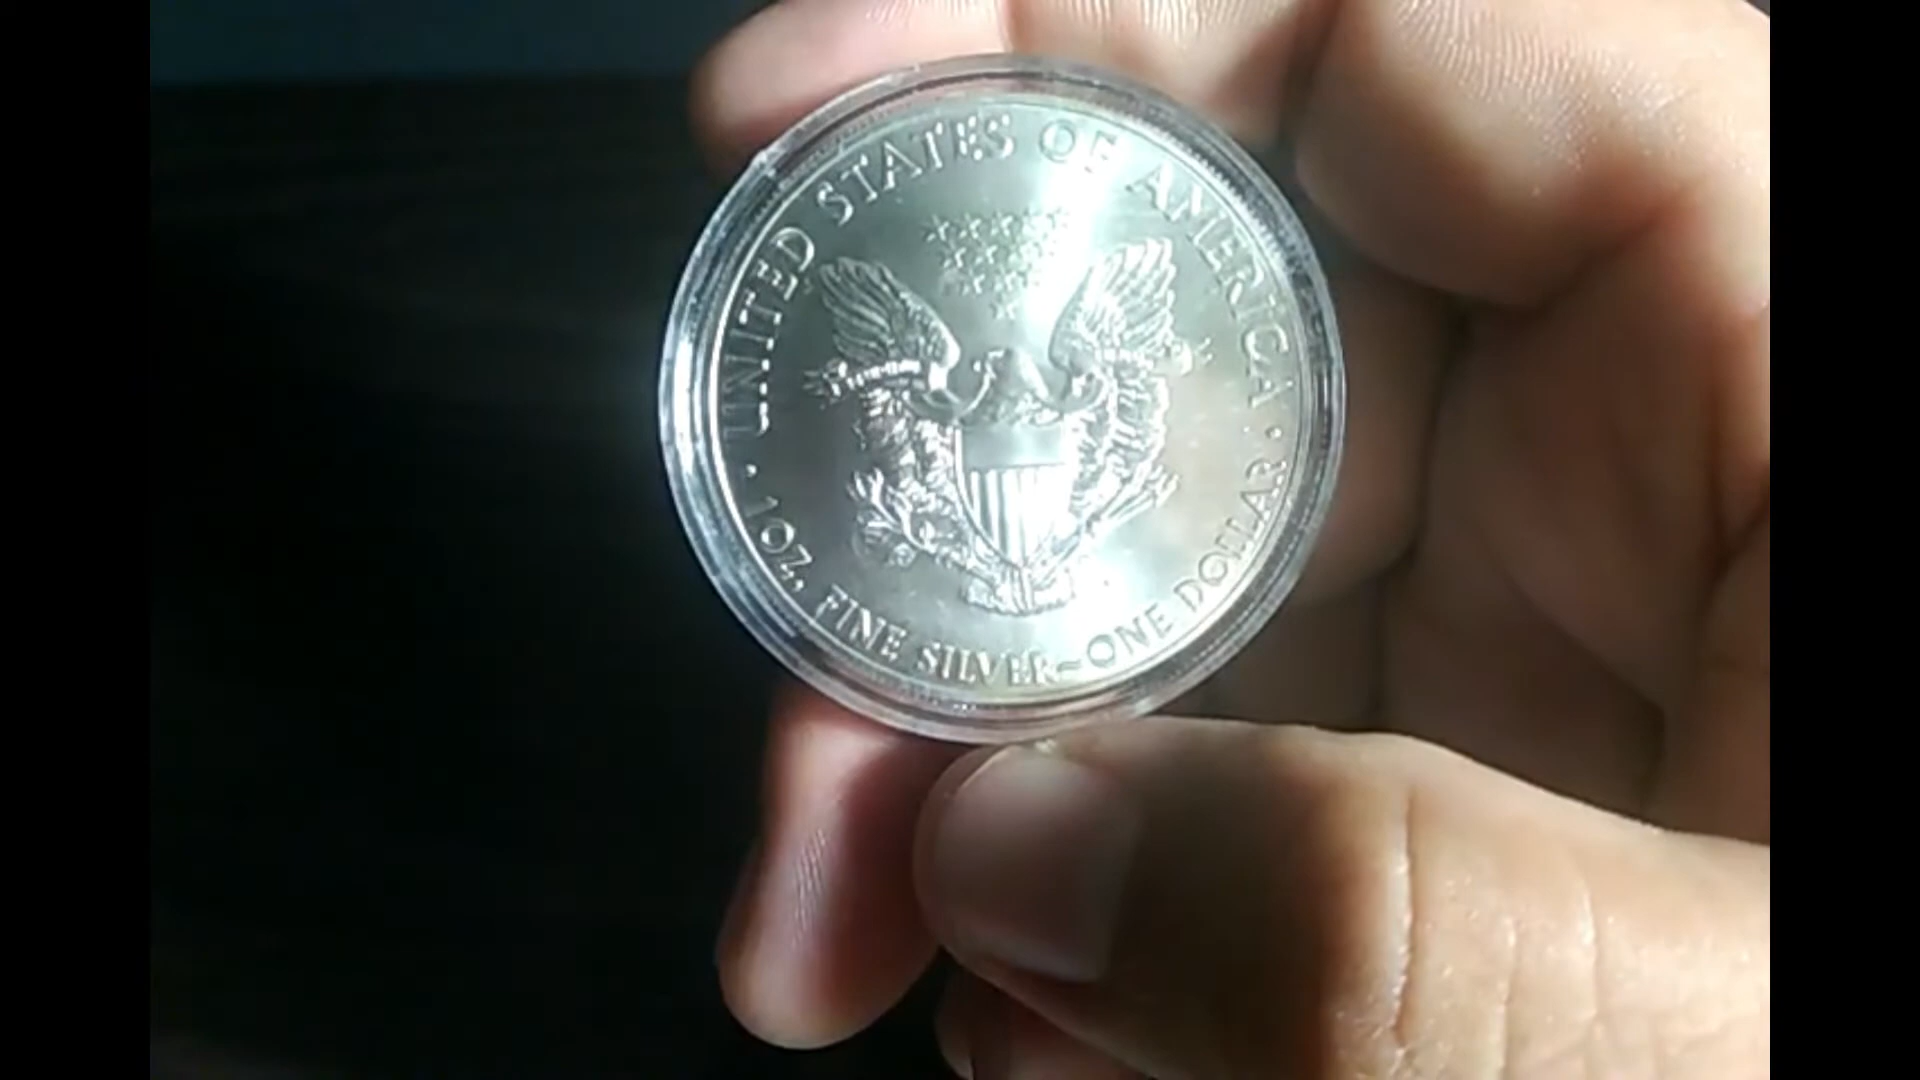 UNITED STATES OF AMERICA
1 OZ. FINE SILVER~ONE DOLLAR